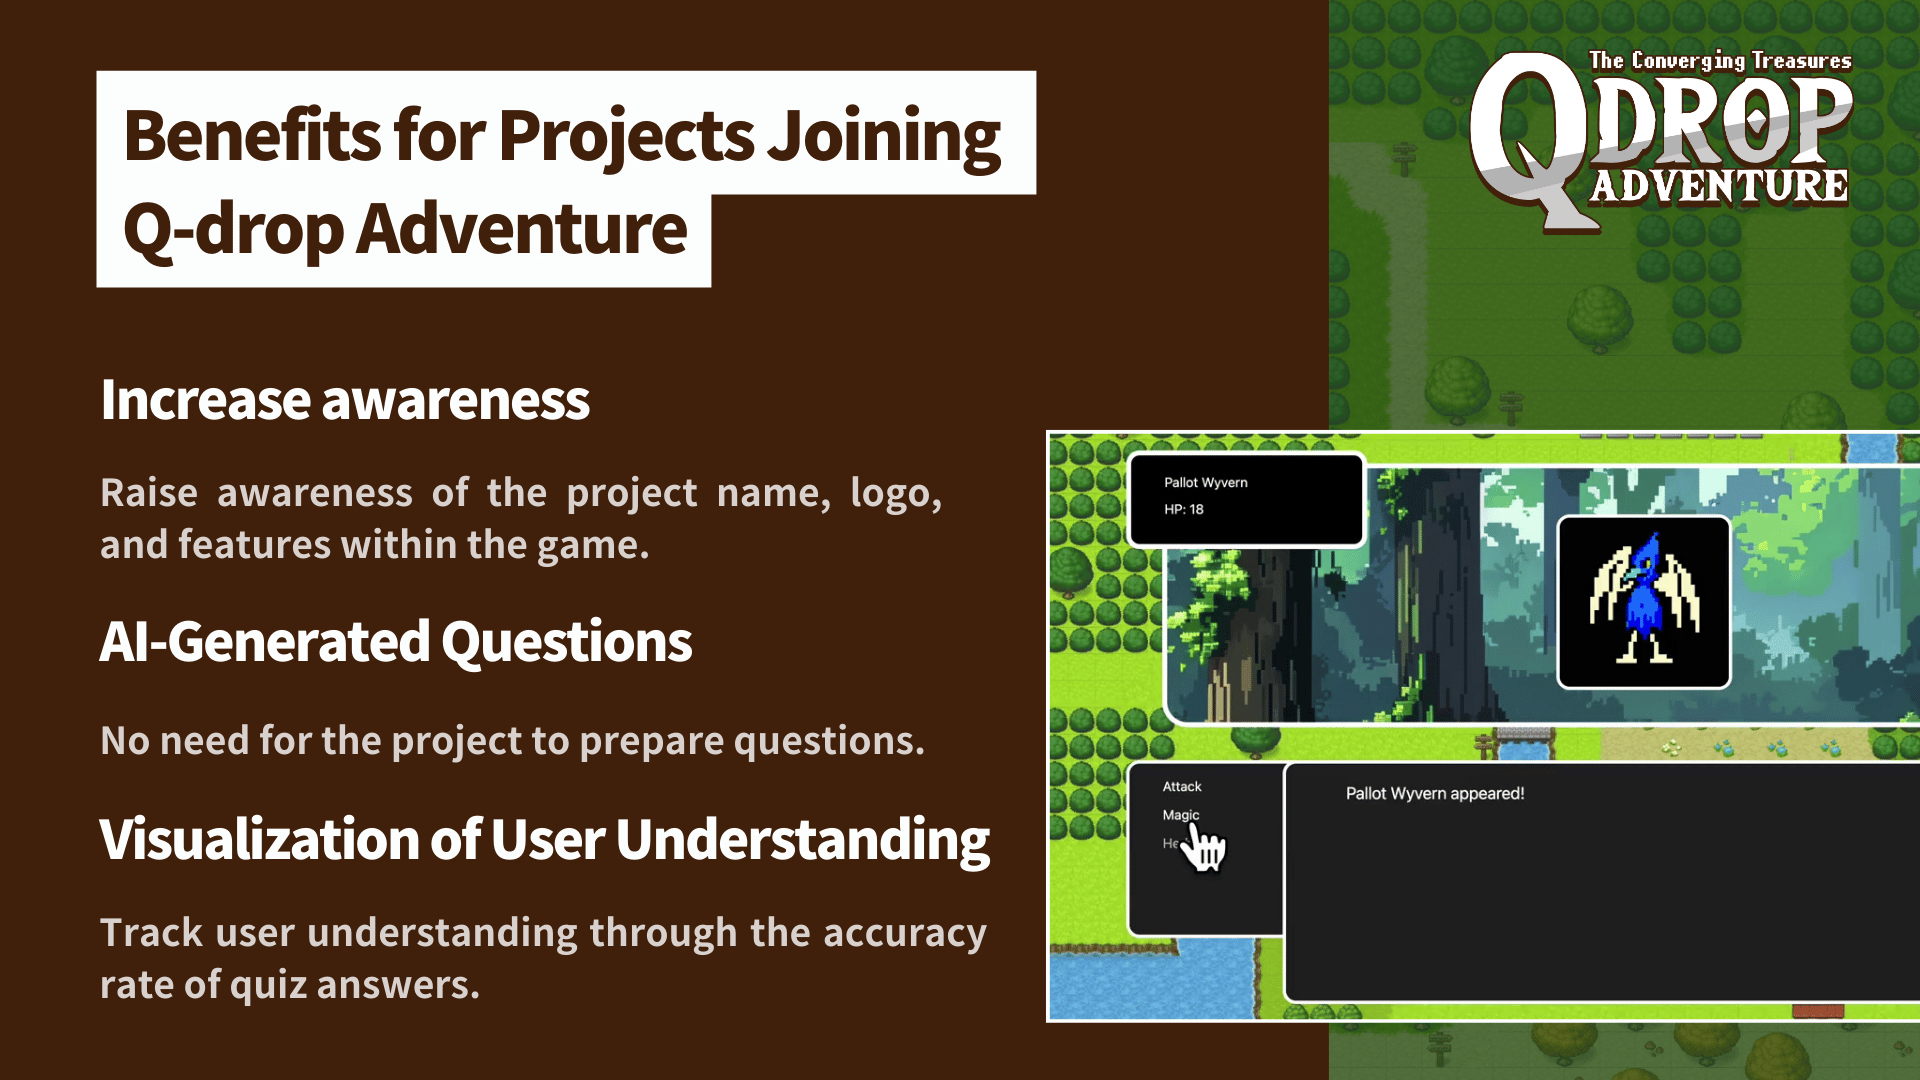 Benefits for Projects Joining
Q-drop Adventure
The Converging Treasures
QDROP
ADVENTURE
Increase awareness
Raise awareness of the project name, logo,
and features within the game.
AI-Generated Questions
No need for the project to prepare questions.
Visualization of User Understanding
Track user understanding through the accuracy
rate of quiz answers.
Pallot Wyvern
HP: 18
Attack
Magic
Pallot Wyvern appeared!